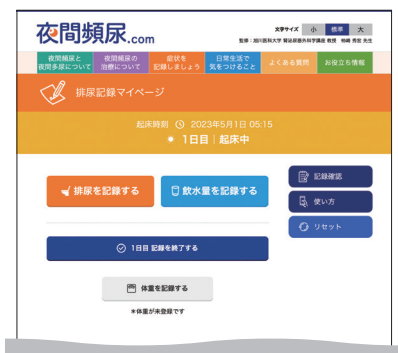 夜間頻尿.com
文字サイズ 小 標準 大
監修：旭川医科大学 腎泌尿器外科学講座 教授 柿崎 秀宏 先生
夜間頻尿と
夜間多尿について
夜間頻尿の
治療について
症状を
記録しましょう
日常生活で
気をつけること
よくある質問
お役立ち情報
排尿記録マイページ
起床時刻 2023年5月1日 05:15
1日目｜起床中
排尿を記録する
飲水量を記録する
記録確認
使い方
リセット
1日目 記録を終了する
体重を記録する
*体重が未登録です